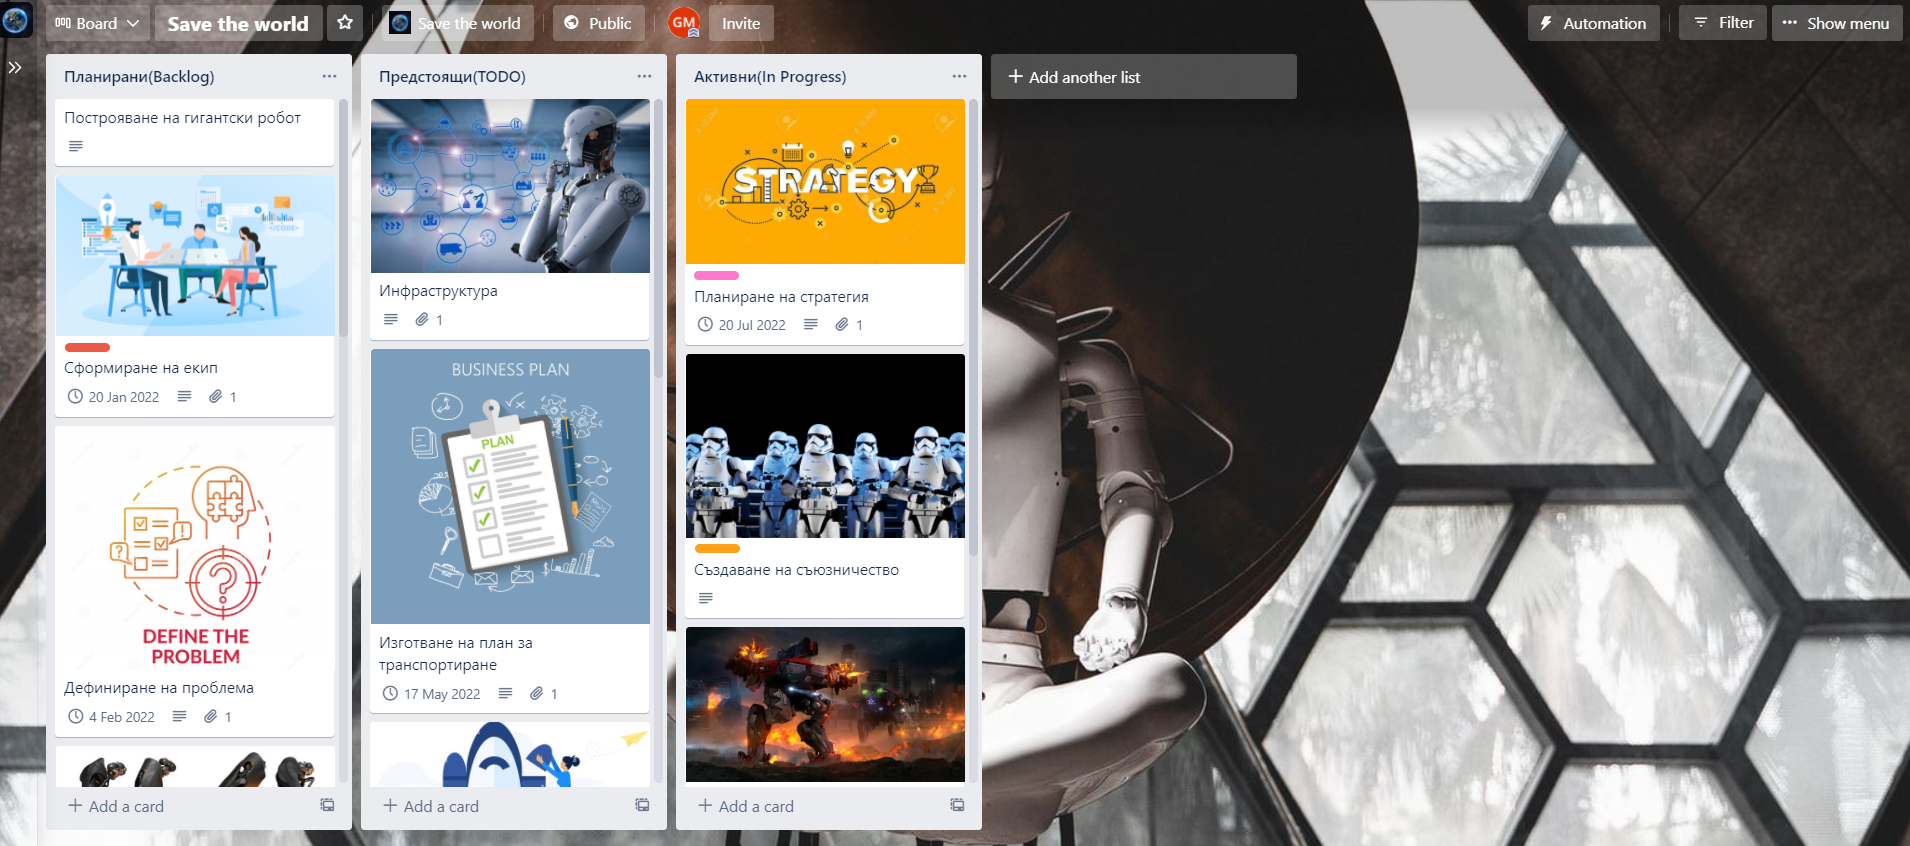 Board
Save the world
Save the world
Public
GM
Invite
Automation
Filter
Show menu
Планирани(Backlog)
Построяване на гигантски робот
Сформиране на екип
20 Jan 2022
1
DEFINE THE
PROBLEM
Дефиниране на проблема
4 Feb 2022
1
Add a card
Предстоящи(TODO)
Инфраструктура
1
BUSINESS PLAN
PLAN
Изготвяне на план за
транспортиране
17 May 2022
1
Add a card
Активни(In Progress)
STRATEGY
Планиране на стратегия
20 Jul 2022
1
Създаване на съюзничество
Add a card
Add another list